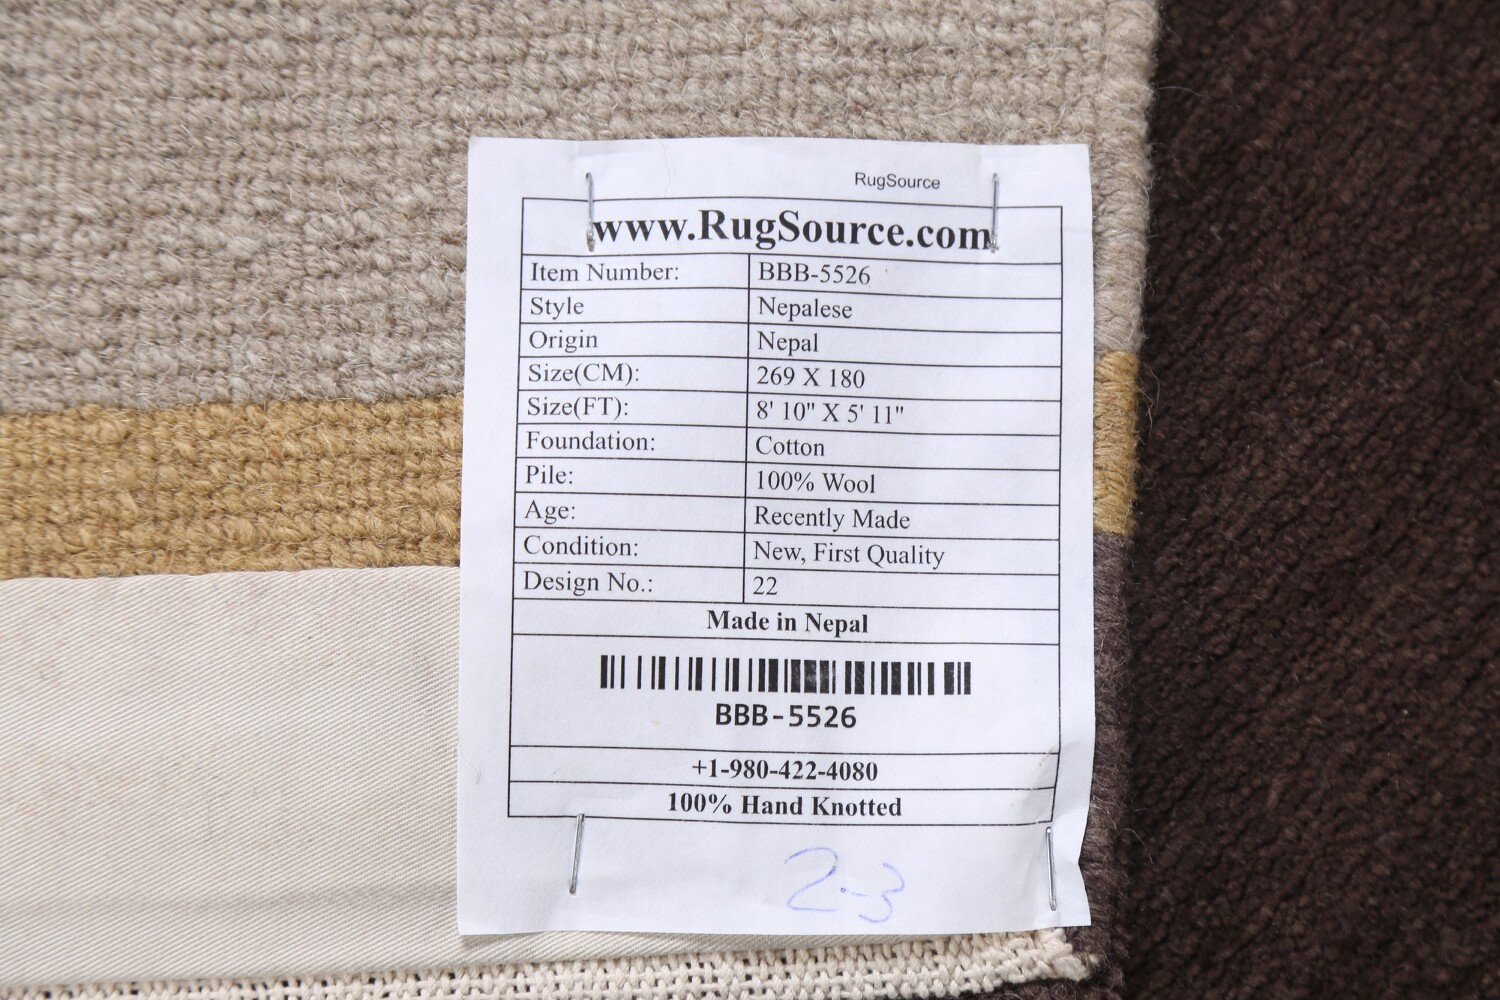 RugSource
www.RugSource.com
Item Number: BBB-5526
Style Nepalese
Origin Nepal
Size(CM): 269 X 180
Size(FT): 8' 10" X 5' 11"
Foundation: Cotton
Pile: 100% Wool
Age: Recently Made
Condition: New, First Quality
Design No.: 22
Made in Nepal
BBB-5526
+1-980-422-4080
100% Hand Knotted
2-3